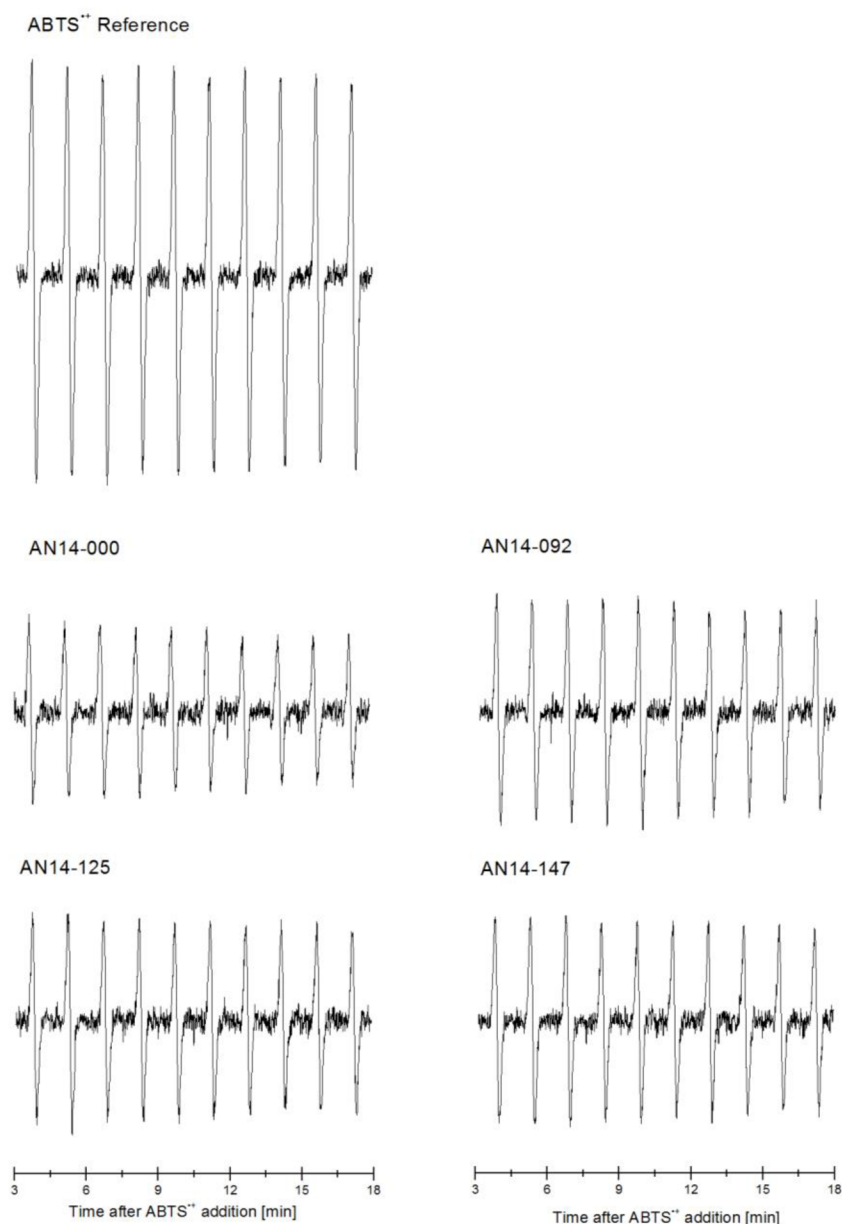 ABTS•+ Reference
AN14-000
AN14-092
AN14-125
AN14-147
3 6 9 12 15 18
Time after ABTS•+ addition [min]
3 6 9 12 15 18
Time after ABTS•+ addition [min]